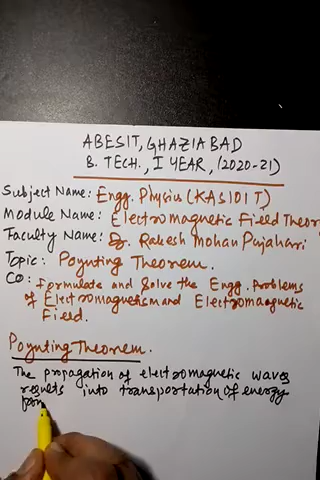 ABESIT, GHAZIABAD
B. TECH., I YEAR, (2020-21)
Subject Name: Engg. Physics (KAS101T)
Module Name: Electromagnetic Field Theory
Faculty Name: Dr. Rakesh Mohan Pujahari
Topic: Poynting Theorem.
CO: Formulate and Solve the Engg. Problems
of Electromagnetism and Electromagnetic
Field.
Poynting Theorem.
The propagation of electromagnetic waves
results into transportation of energy